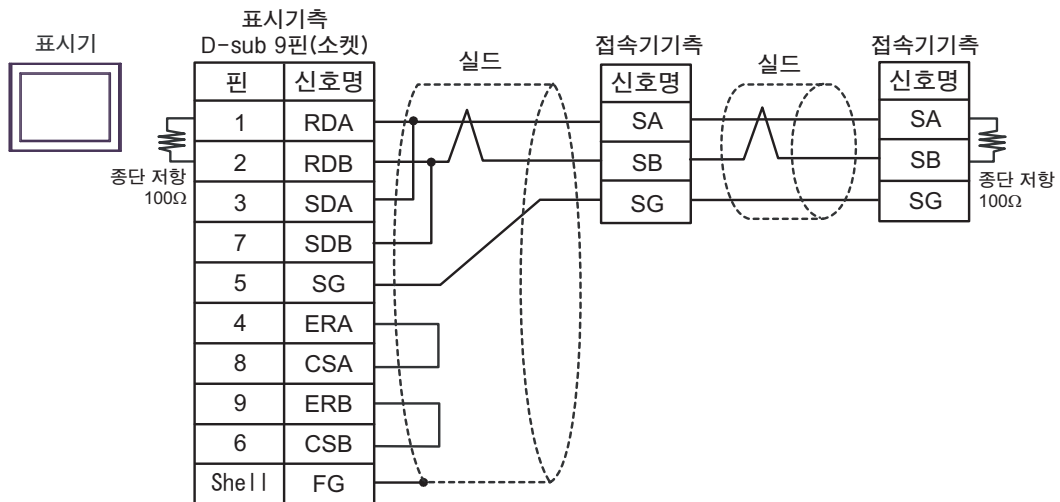 표시기
표시기측
D-sub 9핀(소켓)
핀 신호명
1 RDA
2 RDB
3 SDA
7 SDB
5 SG
4 ERA
8 CSA
9 ERB
6 CSB
Shell FG
종단 저항
100Ω
실드
접속기기측
신호명
SA
SB
SG
실드
접속기기측
신호명
SA
SB
SG
종단 저항
100Ω